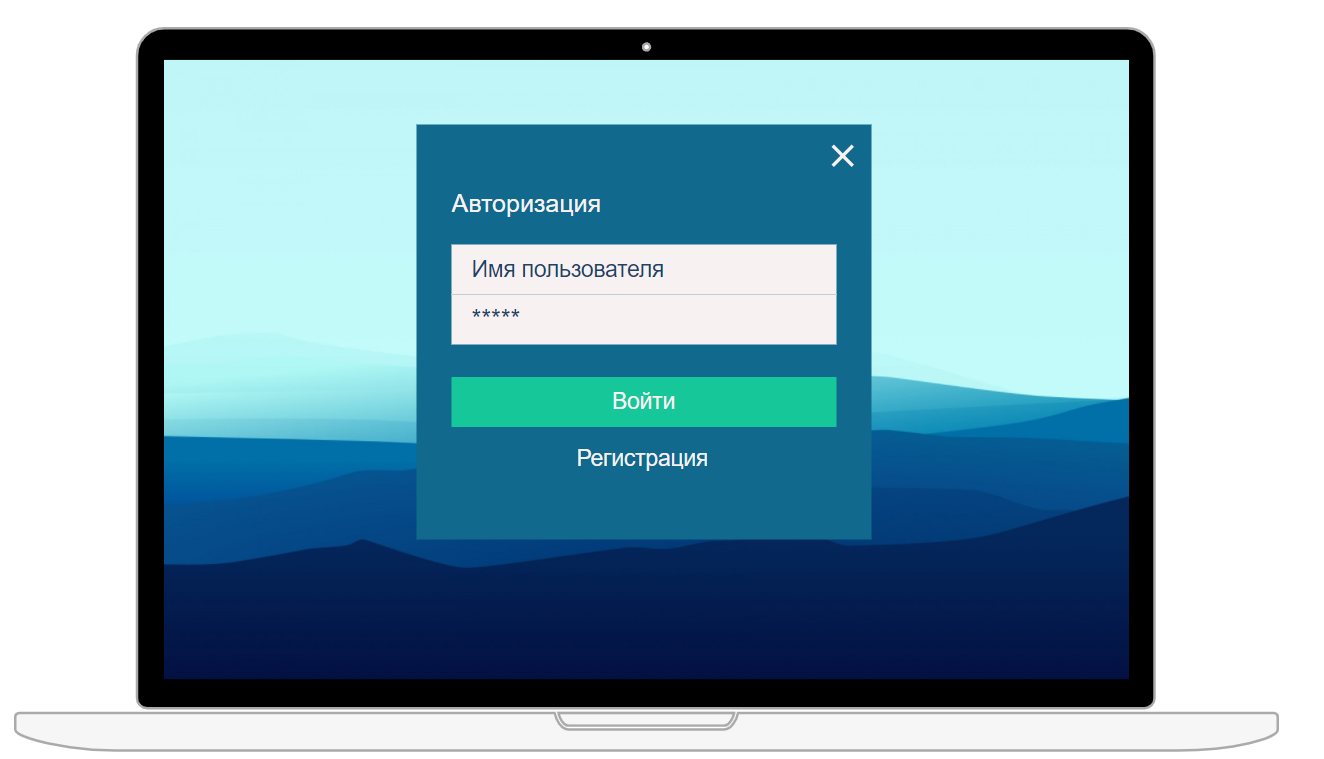 Авторизация
Имя пользователя
*****
Войти
Регистрация